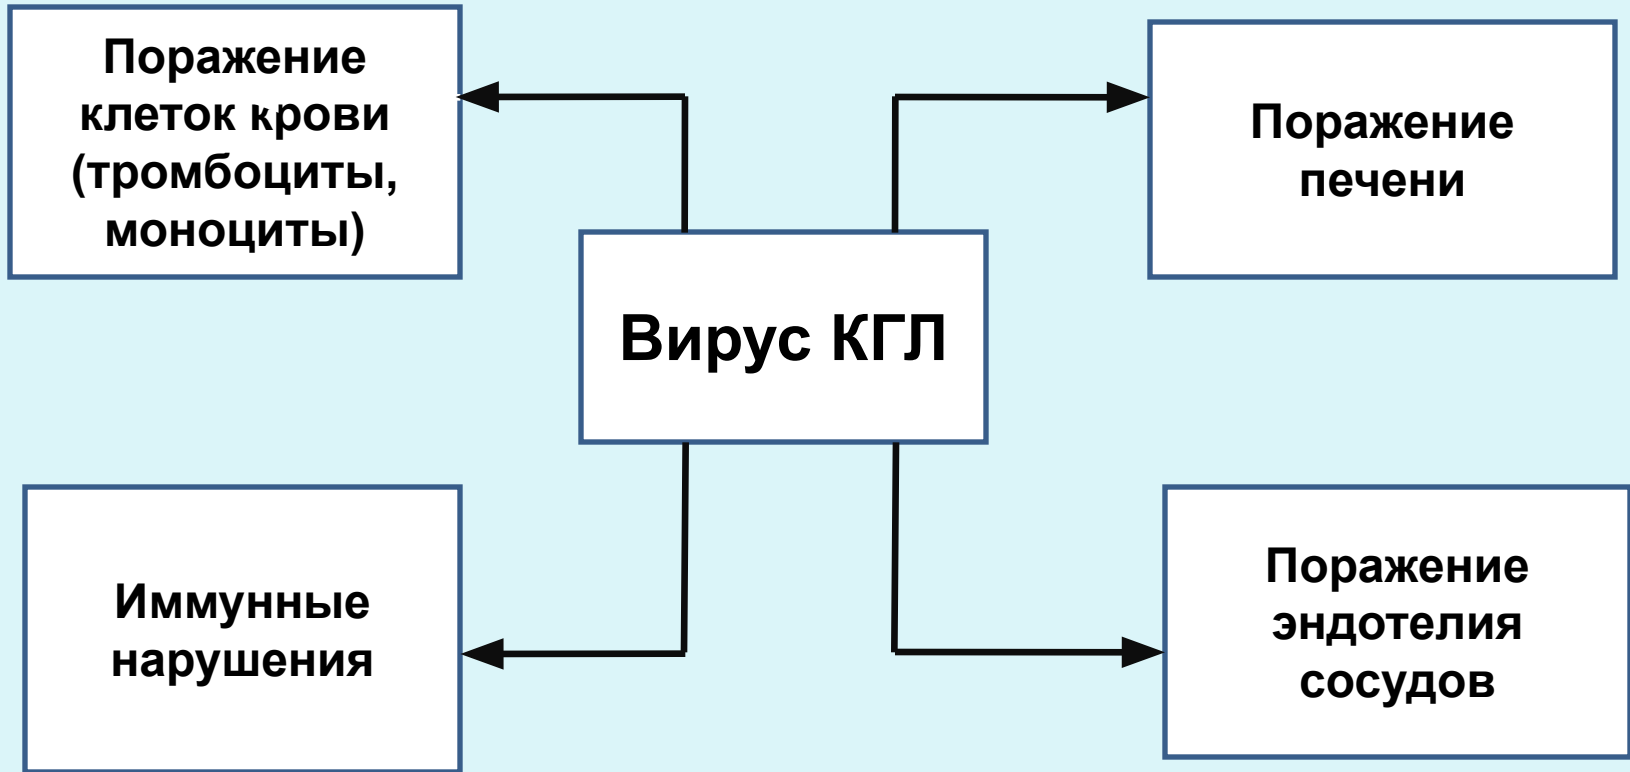 Поражение
клеток крови
(тромбоциты,
моноциты)
Поражение
печени
Вирус КГЛ
Иммунные
нарушения
Поражение
эндотелия
сосудов